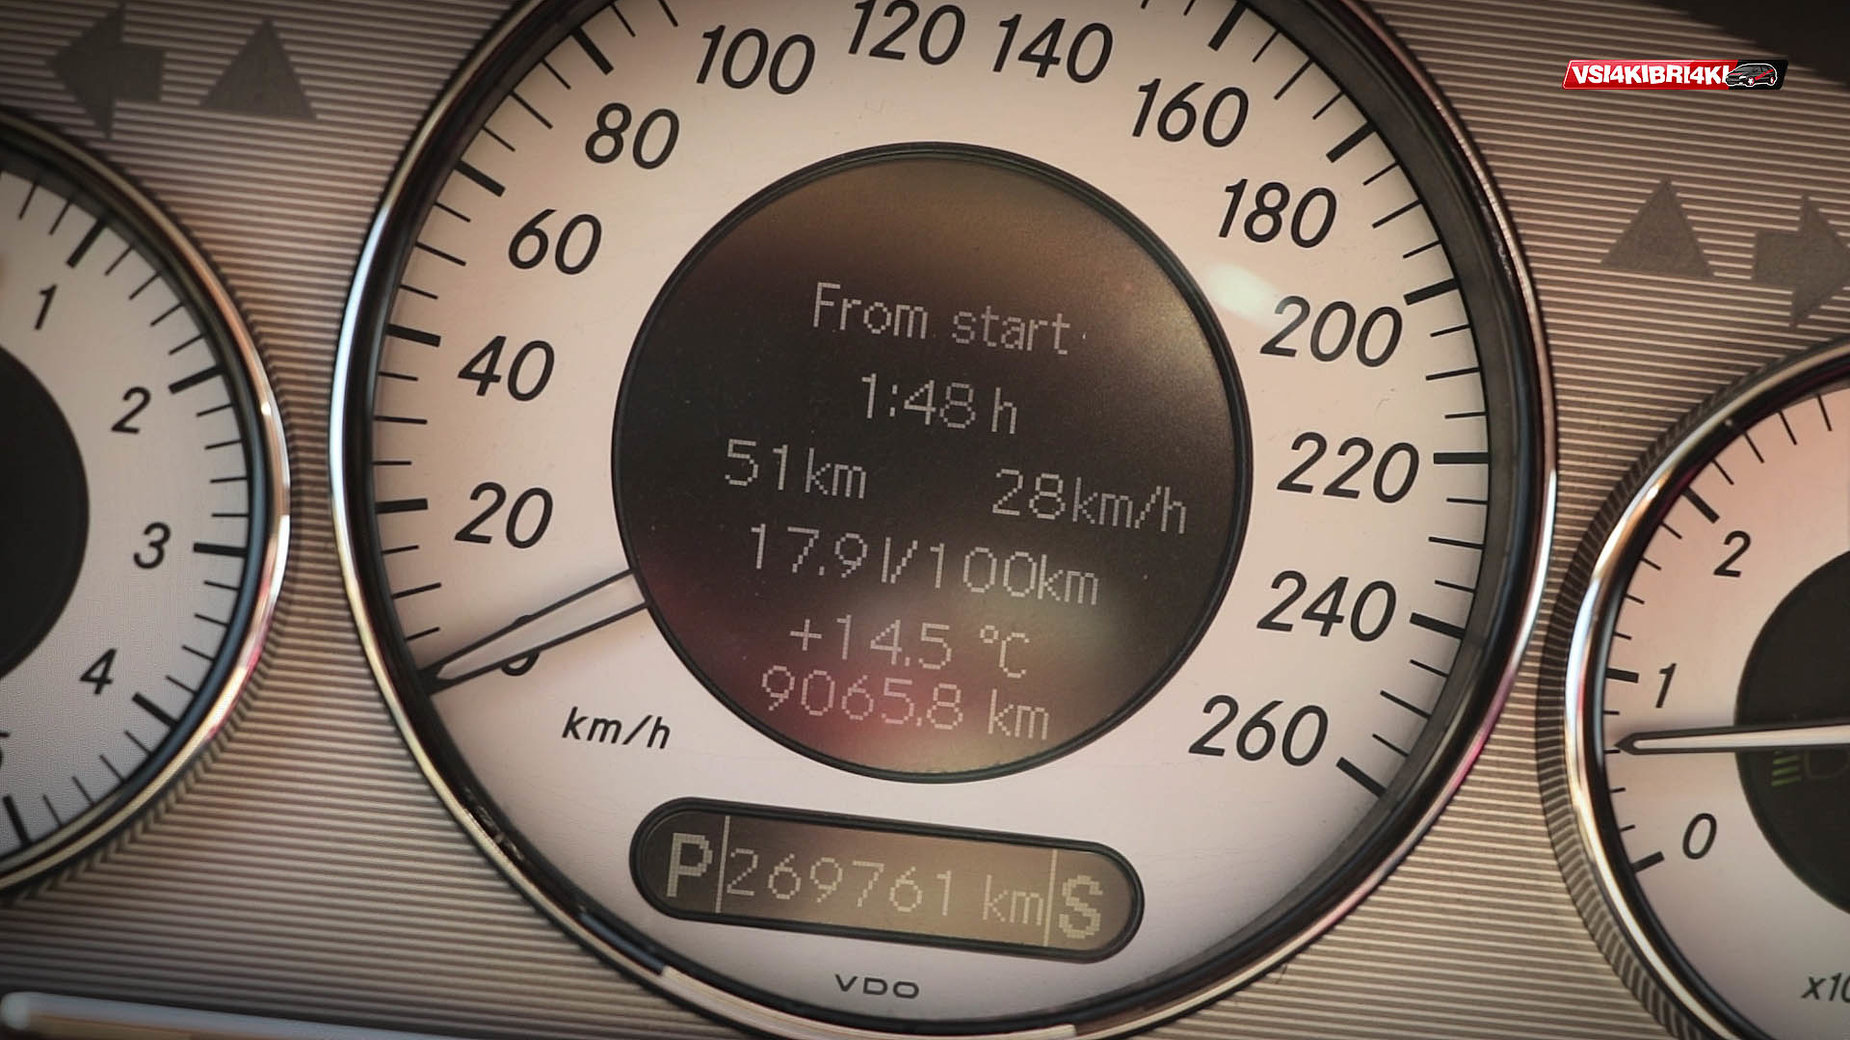 VSI4KIBRI4KI
100 120 140
80 160
60 180
1 200
40
2 220
20
3 240
4 260
km/h
From start
1:48 h
51km 28km/h
17.9 l/100km
+14.5 °C
9065.8 km
P 269761 km S
VDO
2
1
0